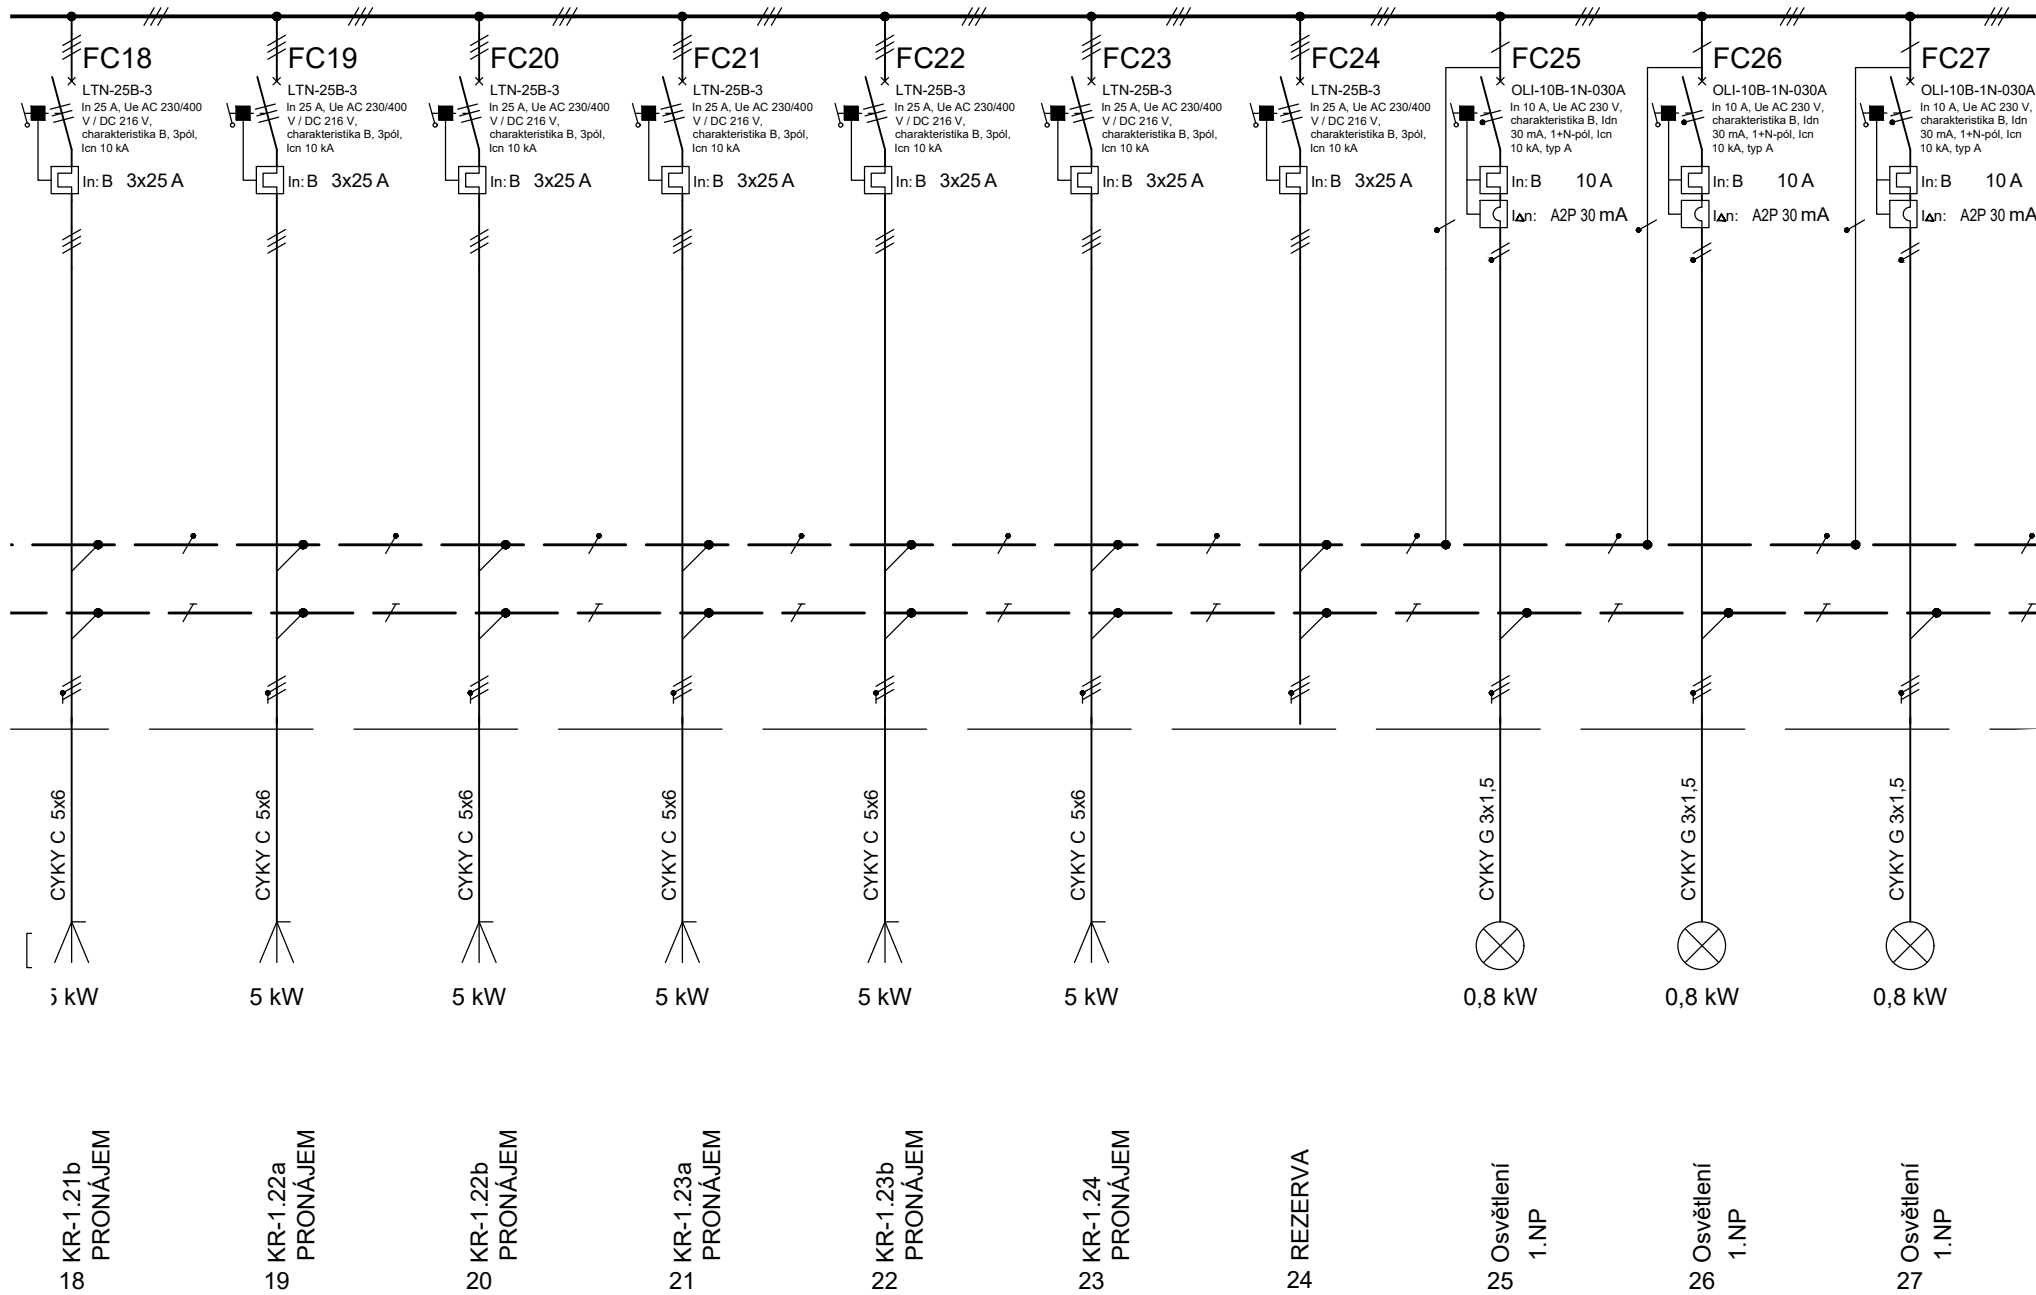 FC18
LTN-25B-3
In 25 A, Ue AC 230/400
V / DC 216 V,
charakteristika B, 3pól,
Icn 10 kA
In: B 3x25 A
FC19
LTN-25B-3
In 25 A, Ue AC 230/400
V / DC 216 V,
charakteristika B, 3pól,
Icn 10 kA
In: B 3x25 A
FC20
LTN-25B-3
In 25 A, Ue AC 230/400
V / DC 216 V,
charakteristika B, 3pól,
Icn 10 kA
In: B 3x25 A
FC21
LTN-25B-3
In 25 A, Ue AC 230/400
V / DC 216 V,
charakteristika B, 3pól,
Icn 10 kA
In: B 3x25 A
FC22
LTN-25B-3
In 25 A, Ue AC 230/400
V / DC 216 V,
charakteristika B, 3pól,
Icn 10 kA
In: B 3x25 A
FC23
LTN-25B-3
In 25 A, Ue AC 230/400
V / DC 216 V,
charakteristika B, 3pól,
Icn 10 kA
In: B 3x25 A
FC24
LTN-25B-3
In 25 A, Ue AC 230/400
V / DC 216 V,
charakteristika B, 3pól,
Icn 10 kA
In: B 3x25 A
FC25
OLI-10B-1N-030A
In 10 A, Ue AC 230 V,
charakteristika B, Idn
30 mA, 1+N-pól, Icn
10 kA, typ A
In: B 10 A
I∆n: A2P 30 mA
FC26
OLI-10B-1N-030A
In 10 A, Ue AC 230 V,
charakteristika B, Idn
30 mA, 1+N-pól, Icn
10 kA, typ A
In: B 10 A
I∆n: A2P 30 mA
FC27
OLI-10B-1N-030A
In 10 A, Ue AC 230 V,
charakteristika B, Idn
30 mA, 1+N-pól, Icn
10 kA, typ A
In: B 10 A
I∆n: A2P 30 mA
CYKY C 5x6
CYKY C 5x6
CYKY C 5x6
CYKY C 5x6
CYKY C 5x6
CYKY C 5x6
CYKY G 3x1,5
CYKY G 3x1,5
CYKY G 3x1,5
5 kW
5 kW
5 kW
5 kW
5 kW
5 kW
0,8 kW
0,8 kW
0,8 kW
KR-1.21b
PRONÁJEM
KR-1.22a
PRONÁJEM
KR-1.22b
PRONÁJEM
KR-1.23a
PRONÁJEM
KR-1.23b
PRONÁJEM
KR-1.24
PRONÁJEM
REZERVA
Osvětlení
1.NP
Osvětlení
1.NP
Osvětlení
1.NP
18
19
20
21
22
23
24
25
26
27